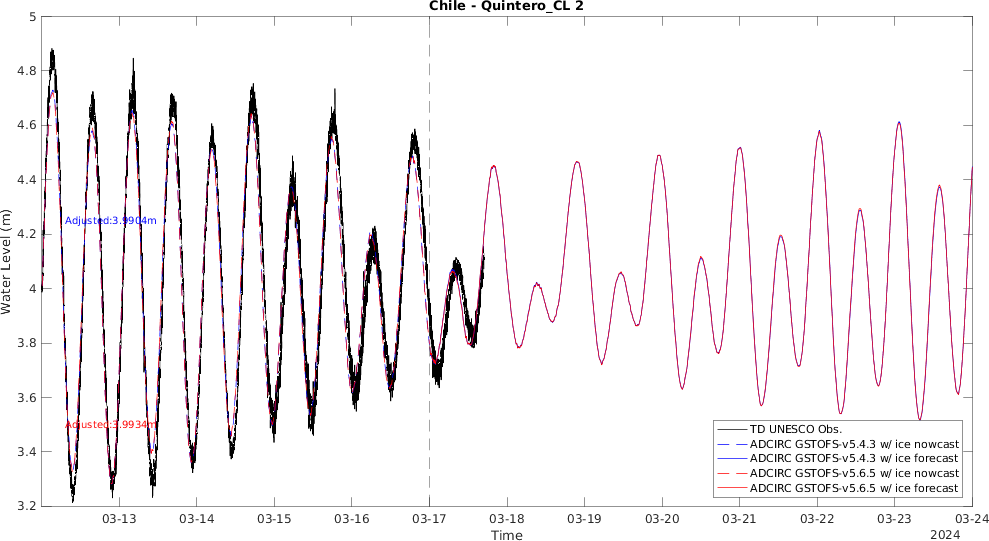 Chile - Quintero_CL 2
Water Level (m)
5
4.8
4.6
4.4
4.2
4
3.8
3.6
3.4
3.2
Adjusted:3.9904m
Adjusted:3.9934m
TD UNESCO Obs.
ADCIRC GSTOFS-v5.4.3 w/ ice nowcast
ADCIRC GSTOFS-v5.4.3 w/ ice forecast
ADCIRC GSTOFS-v5.6.5 w/ ice nowcast
ADCIRC GSTOFS-v5.6.5 w/ ice forecast
03-13 03-14 03-15 03-16 03-17 03-18 03-19 03-20 03-21 03-22 03-23 03-24
Time
2024